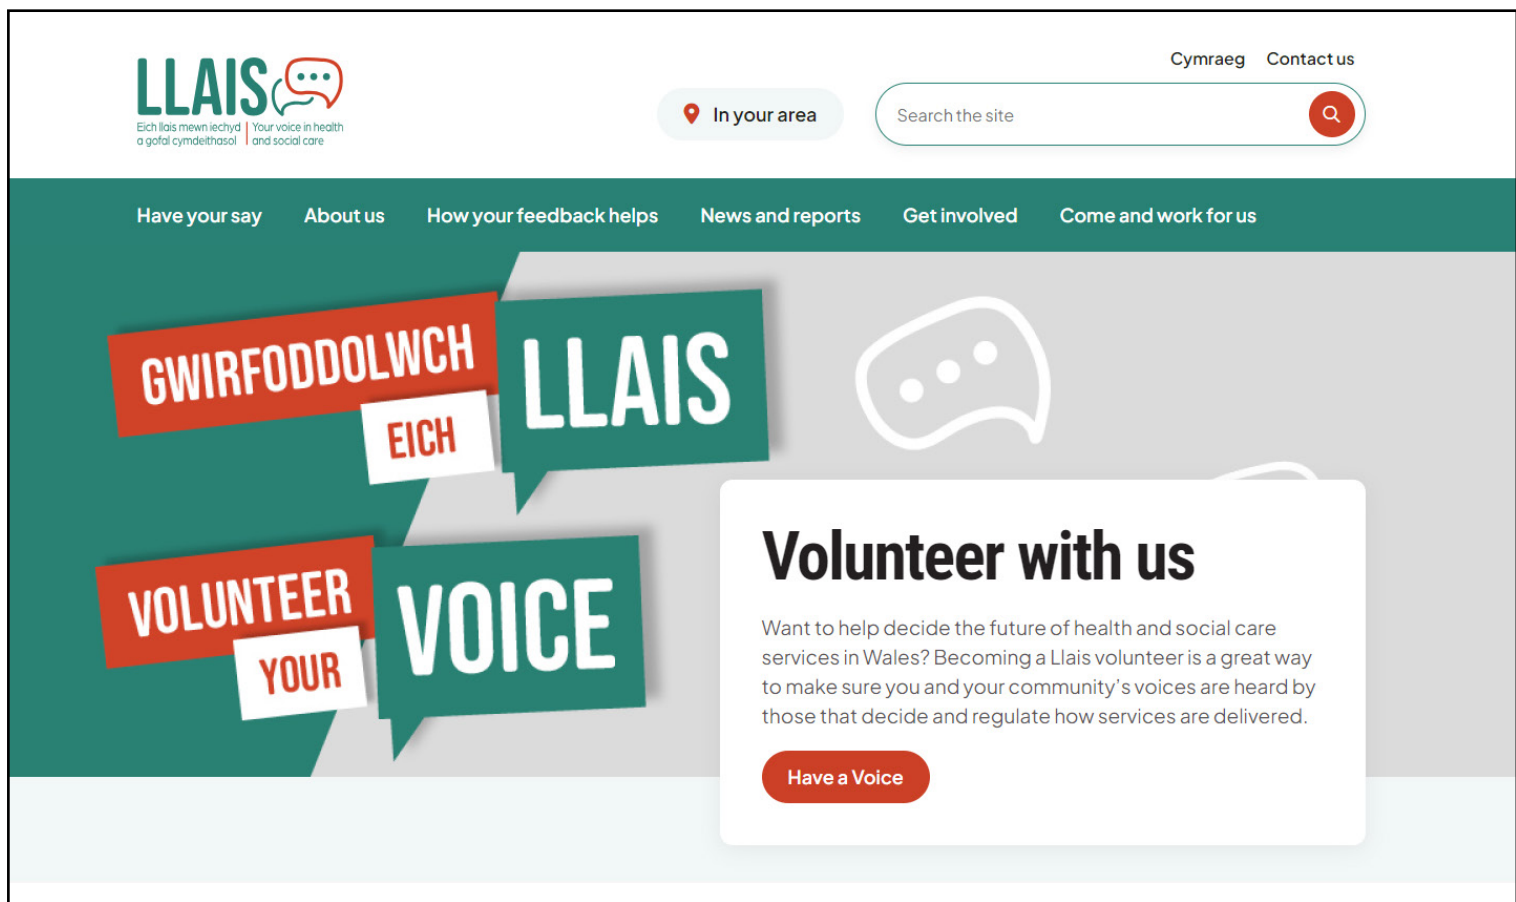 Cymraeg Contact us
LLAIS
Eich llais mewn iechyd | Your voice in health
a gofal cymdeithasol | and social care
In your area
Search the site
Have your say About us How your feedback helps News and reports Get involved Come and work for us
GWIRFODDOLWCH
EICH
LLAIS
VOLUNTEER
YOUR
VOICE
Volunteer with us
Want to help decide the future of health and social care
services in Wales? Becoming a Llais volunteer is a great way
to make sure you and your community’s voices are heard by
those that decide and regulate how services are delivered.
Have a Voice